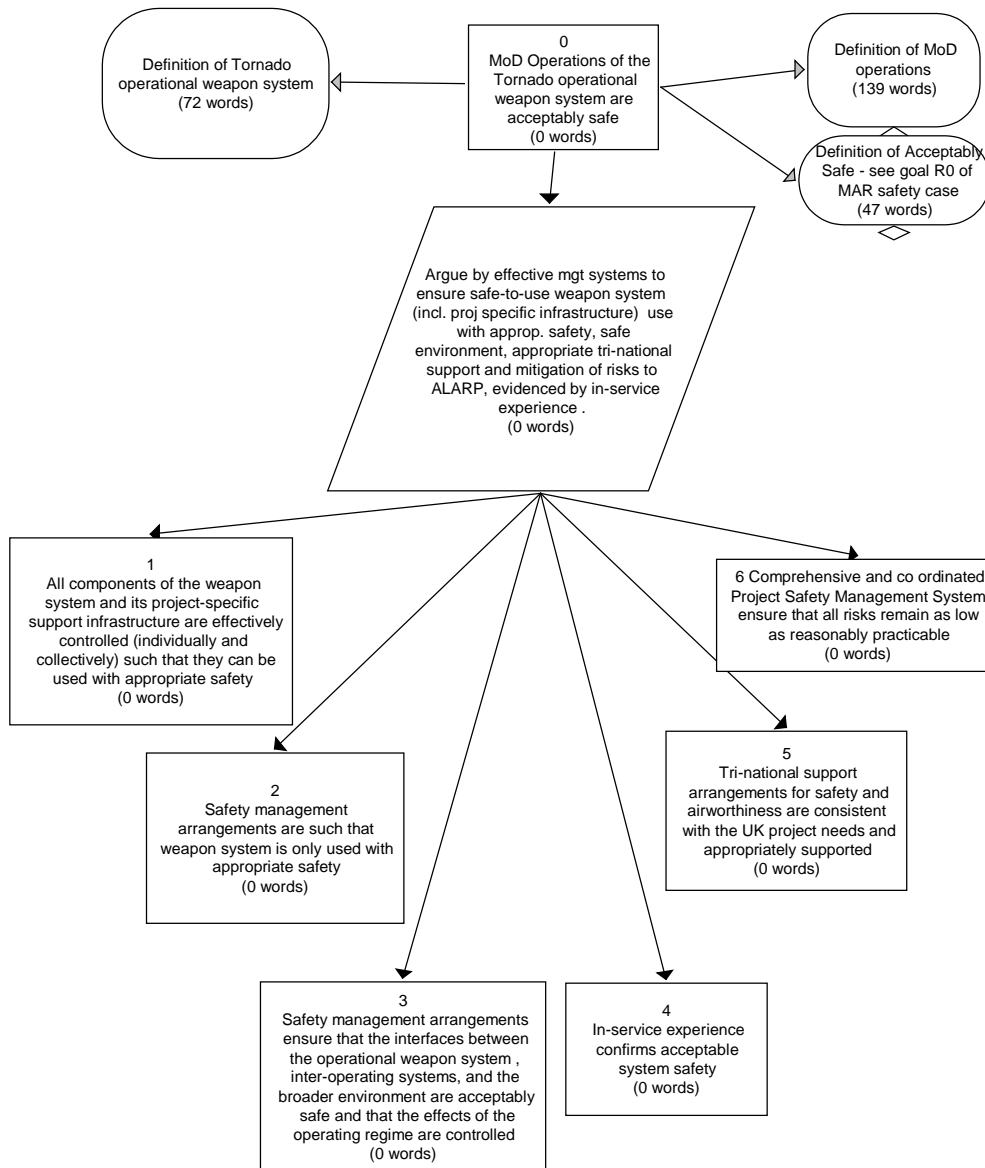 Definition of Tornado
operational weapon system
(72 words)
0
MoD Operations of the
Tornado operational
weapon system are
acceptably safe
(0 words)
Definition of MoD
operations
(139 words)
Definition of Acceptably
Safe - see goal R0 of
MAR safety case
(47 words)
Argue by effective mgt systems to
ensure safe-to-use weapon system
(incl. proj specific infrastructure) use
with approp. safety, safe
environment, appropriate tri-national
support and mitigation of risks to
ALARP, evidenced by in-service
experience .
(0 words)
1
All components of the weapon
system and its project-specific
support infrastructure are effectively
controlled (individually and
collectively) such that they can be
used with appropriate safety
(0 words)
6 Comprehensive and co ordinated
Project Safety Management System
ensure that all risks remain as low
as reasonably practicable
(0 words)
2
Safety management
arrangements are such that
weapon system is only used with
appropriate safety
(0 words)
5
Tri-national support
arrangements for safety and
airworthiness are consistent
with the UK project needs and
appropriately supported
(0 words)
3
Safety management arrangements
ensure that the interfaces between
the operational weapon system ,
inter-operating systems, and the
broader environment are acceptably
safe and that the effects of the
operating regime are controlled
(0 words)
4
In-service experience
confirms acceptable
system safety
(0 words)